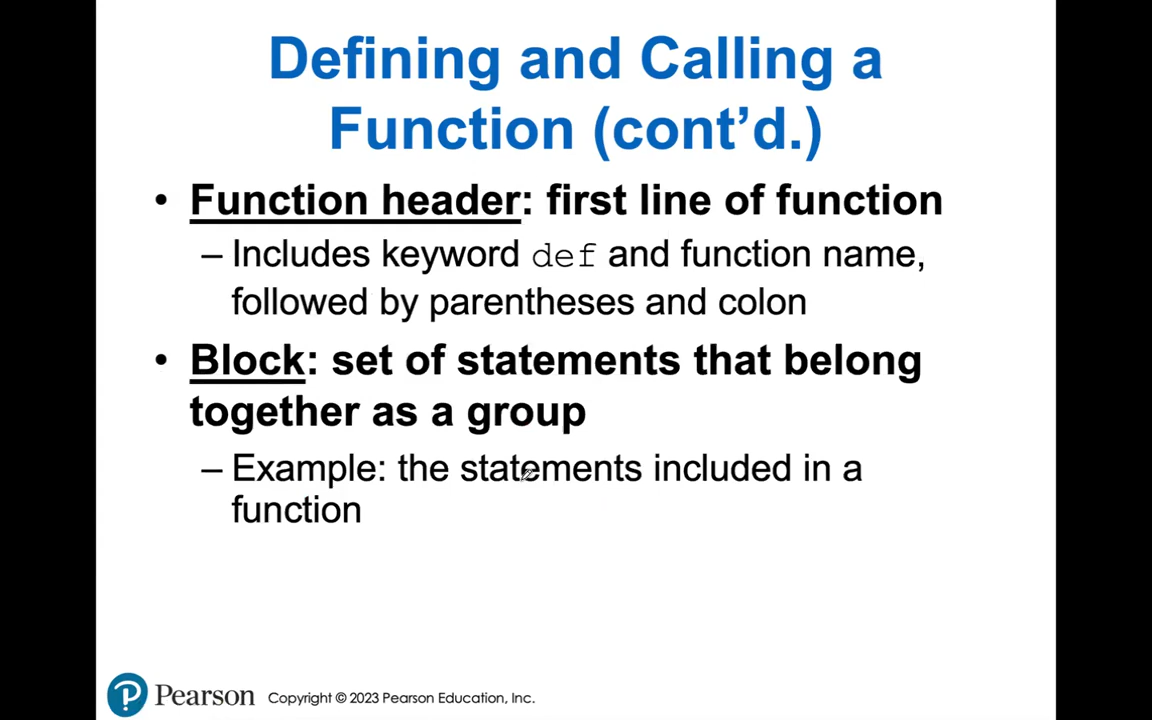 Defining and Calling a
Function (cont’d.)
• Function header: first line of function
– Includes keyword def and function name,
followed by parentheses and colon
• Block: set of statements that belong
together as a group
– Example: the statements included in a
function
P Pearson Copyright © 2023 Pearson Education, Inc.